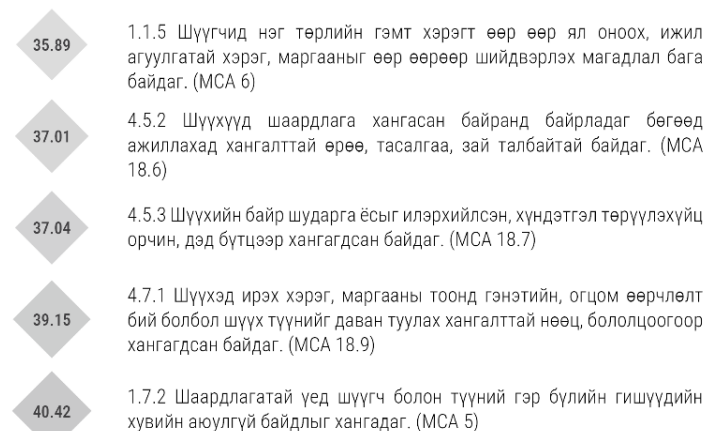 35.89
1.1.5 Шүүгчид нэг төрлийн гэмт хэрэгт өөр өөр ял оноох, ижил
агуулгатай хэрэг, маргааныг өөр өөрөөр шийдвэрлэх магадлал бага
байдаг. (МСА 6)
37.01
4.5.2 Шүүхүүд шаардлага хангасан байранд байрладаг бөгөөд
ажиллахад хангалттай өрөө, тасалгаа, зай талбайтай байдаг. (МСА
18.6)
37.04
4.5.3 Шүүхийн байр шударга ёсыг илэрхийлсэн, хүндэтгэл төрүүлэхүйц
орчин, дэд бүтцээр хангагдсан байдаг. (МСА 18.7)
39.15
4.7.1 Шүүхэд ирэх хэрэг, маргааны тоонд гэнэтийн, огцом өөрчлөлт
бий болбол шүүх түүнийг даван туулах хангалттай нөөц, бололцоогоор
хангагдсан байдаг. (МСА 18.9)
40.42
1.7.2 Шаардлагатай үед шүүгч болон түүний гэр бүлийн гишүүдийн
хувийн аюулгүй байдлыг хангадаг. (МСА 5)